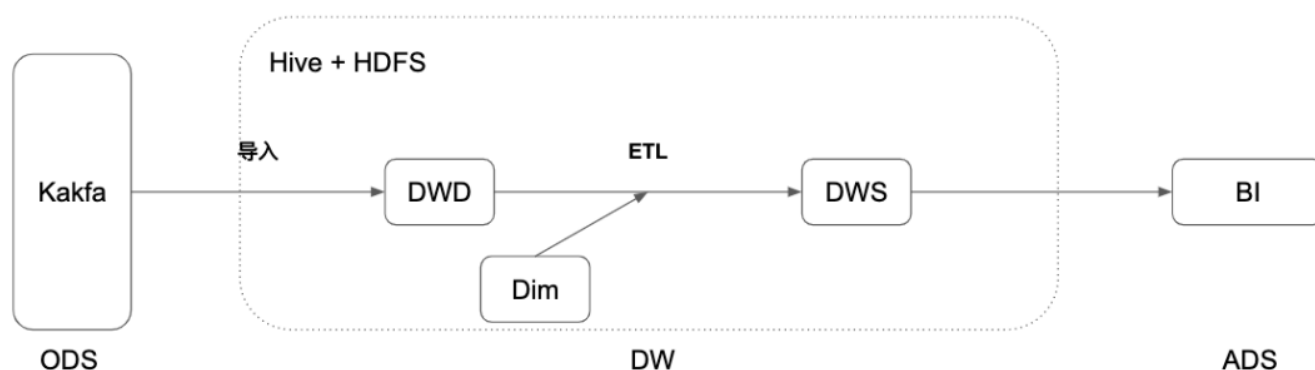 Hive + HDFS
导入
ETL
Kakfa
DWD
DWS
BI
Dim
ODS
DW
ADS